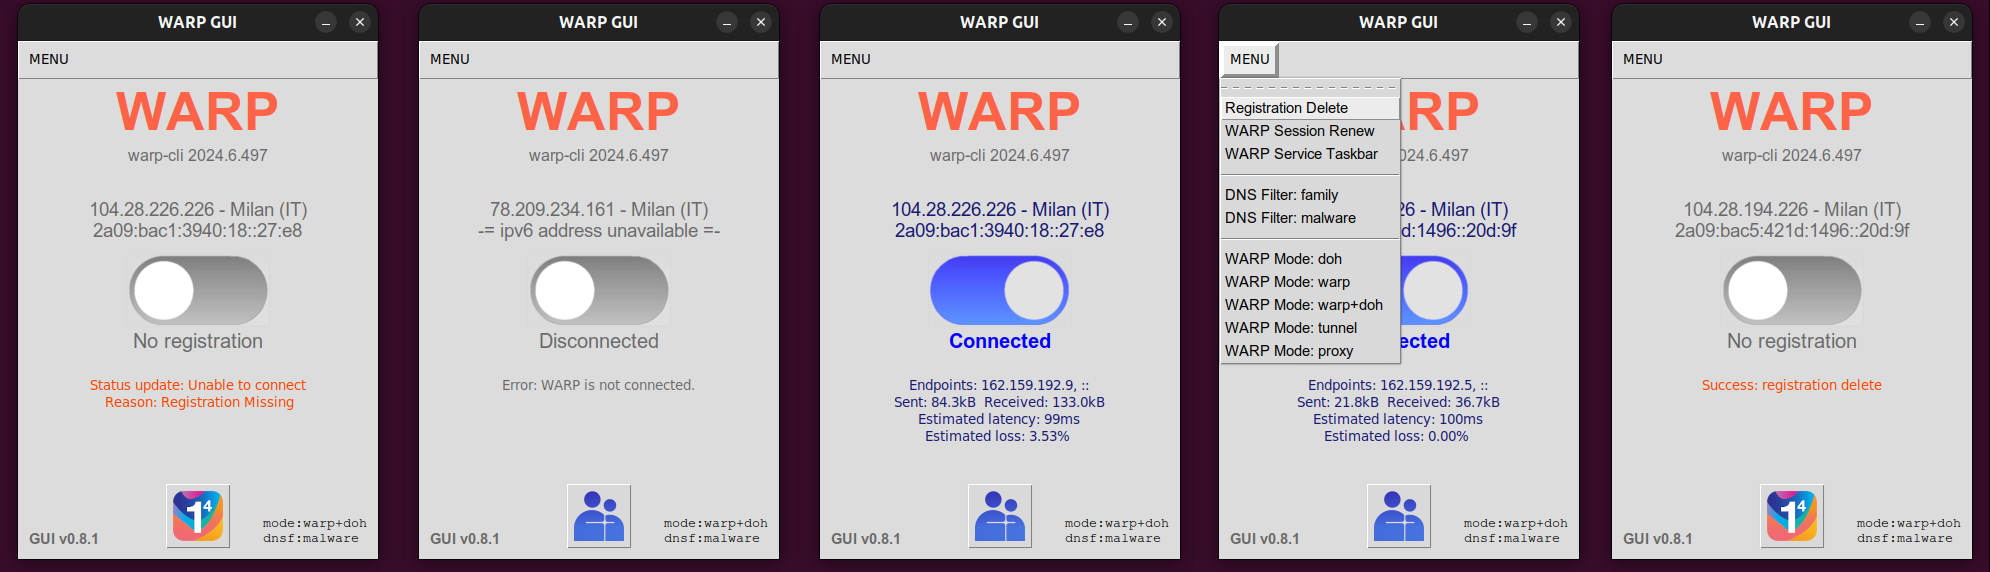 WARP GUI
MENU
WARP
warp-cli 2024.6.497
104.28.226.226 - Milan (IT)
2a09:bac1:3940:18::27:e8
No registration
Status update: Unable to connect
Reason: Registration Missing
1⁴
mode:warp+doh
dnsf:malware
GUI v0.8.1
WARP GUI
MENU
WARP
warp-cli 2024.6.497
78.209.234.161 - Milan (IT)
-= ipv6 address unavailable =-
Disconnected
Error: WARP is not connected.
mode:warp+doh
dnsf:malware
GUI v0.8.1
WARP GUI
MENU
WARP
warp-cli 2024.6.497
104.28.226.226 - Milan (IT)
2a09:bac1:3940:18::27:e8
Connected
Endpoints: 162.159.192.9, ::
Sent: 84.3kB  Received: 133.0kB
Estimated latency: 99ms
Estimated loss: 3.53%
mode:warp+doh
dnsf:malware
GUI v0.8.1
WARP GUI
MENU
Registration Delete
WARP Session Renew
WARP Service Taskbar
DNS Filter: family
DNS Filter: malware
WARP Mode: doh
WARP Mode: warp
WARP Mode: warp+doh
WARP Mode: tunnel
WARP Mode: proxy
RP
024.6.497
26 - Milan (IT)
d:1496::20d:9f
ected
Endpoints: 162.159.192.5, ::
Sent: 21.8kB  Received: 36.7kB
Estimated latency: 100ms
Estimated loss: 0.00%
mode:warp+doh
dnsf:malware
GUI v0.8.1
WARP GUI
MENU
WARP
warp-cli 2024.6.497
104.28.194.226 - Milan (IT)
2a09:bac5:421d:1496::20d:9f
No registration
Success: registration delete
1⁴
mode:warp+doh
dnsf:malware
GUI v0.8.1